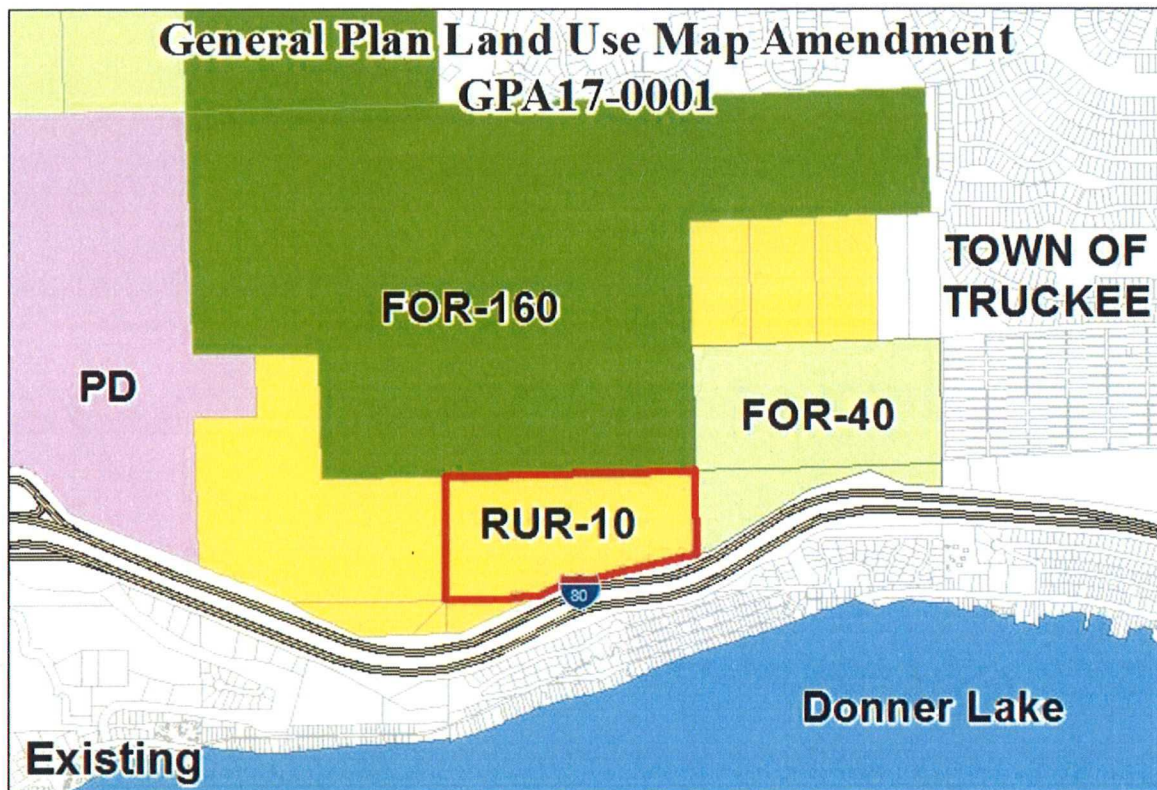 General Plan Land Use Map Amendment
GPA17-0001
TOWN OF
TRUCKEE
FOR-160
PD
FOR-40
RUR-10
80
Donner Lake
Existing